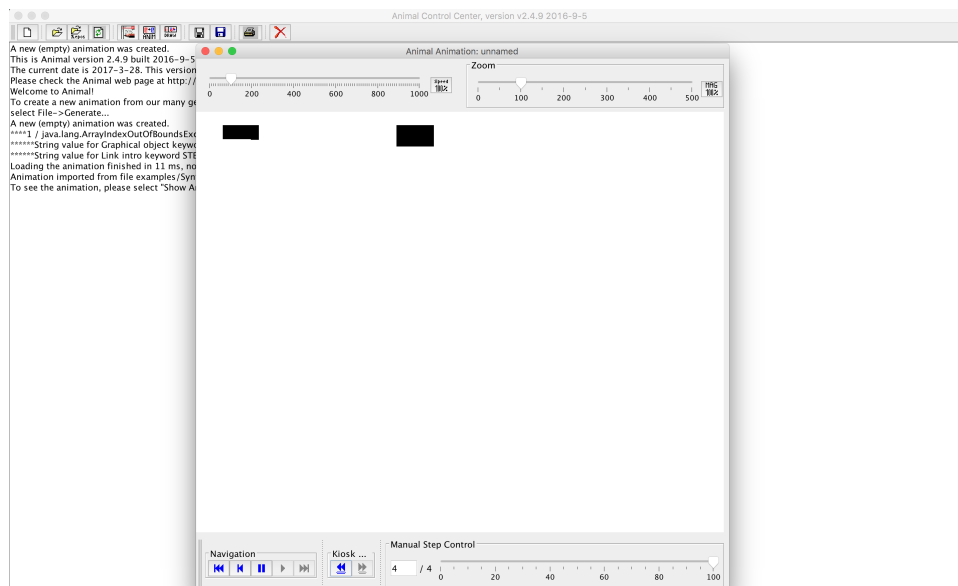 Animal Control Center, version v2.4.9 2016-9-5
A new (empty) animation was created.
This is Animal version 2.4.9 built 2016-9-5
The current date is 2017-3-28. This version
Please check the Animal web page at http://
Welcome to Animal!
To create a new animation from our many ge
select File->Generate...
A new (empty) animation was created.
****1 / java.lang.ArrayIndexOutOfBoundsExc
******String value for Graphical object keywo
******String value for Link intro keyword STE
Loading the animation finished in 11 ms, no
Animation imported from file examples/Syn
To see the animation, please select "Show A
Animal Animation: unnamed
0 200 400 600 800 1000
Speed
100%
Zoom
0 100 200 300 400 500
MAG
100%
Navigation
Kiosk ...
Manual Step Control
4 / 4
0 20 40 60 80 100